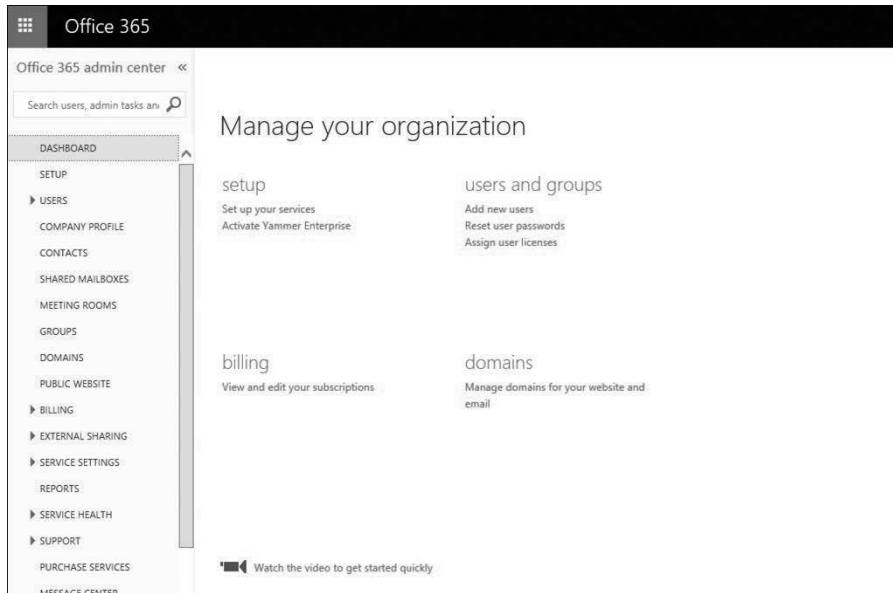 Office 365
Office 365 admin center «
Search users, admin tasks an
DASHBOARD
SETUP
USERS
COMPANY PROFILE
CONTACTS
SHARED MAILBOXES
MEETING ROOMS
GROUPS
DOMAINS
PUBLIC WEBSITE
BILLING
EXTERNAL SHARING
SERVICE SETTINGS
REPORTS
SERVICE HEALTH
SUPPORT
PURCHASE SERVICES
MESSAGE CENTER
Manage your organization
setup
Set up your services
Activate Yammer Enterprise
users and groups
Add new users
Reset user passwords
Assign user licenses
billing
View and edit your subscriptions
domains
Manage domains for your website and
email
Watch the video to get started quickly